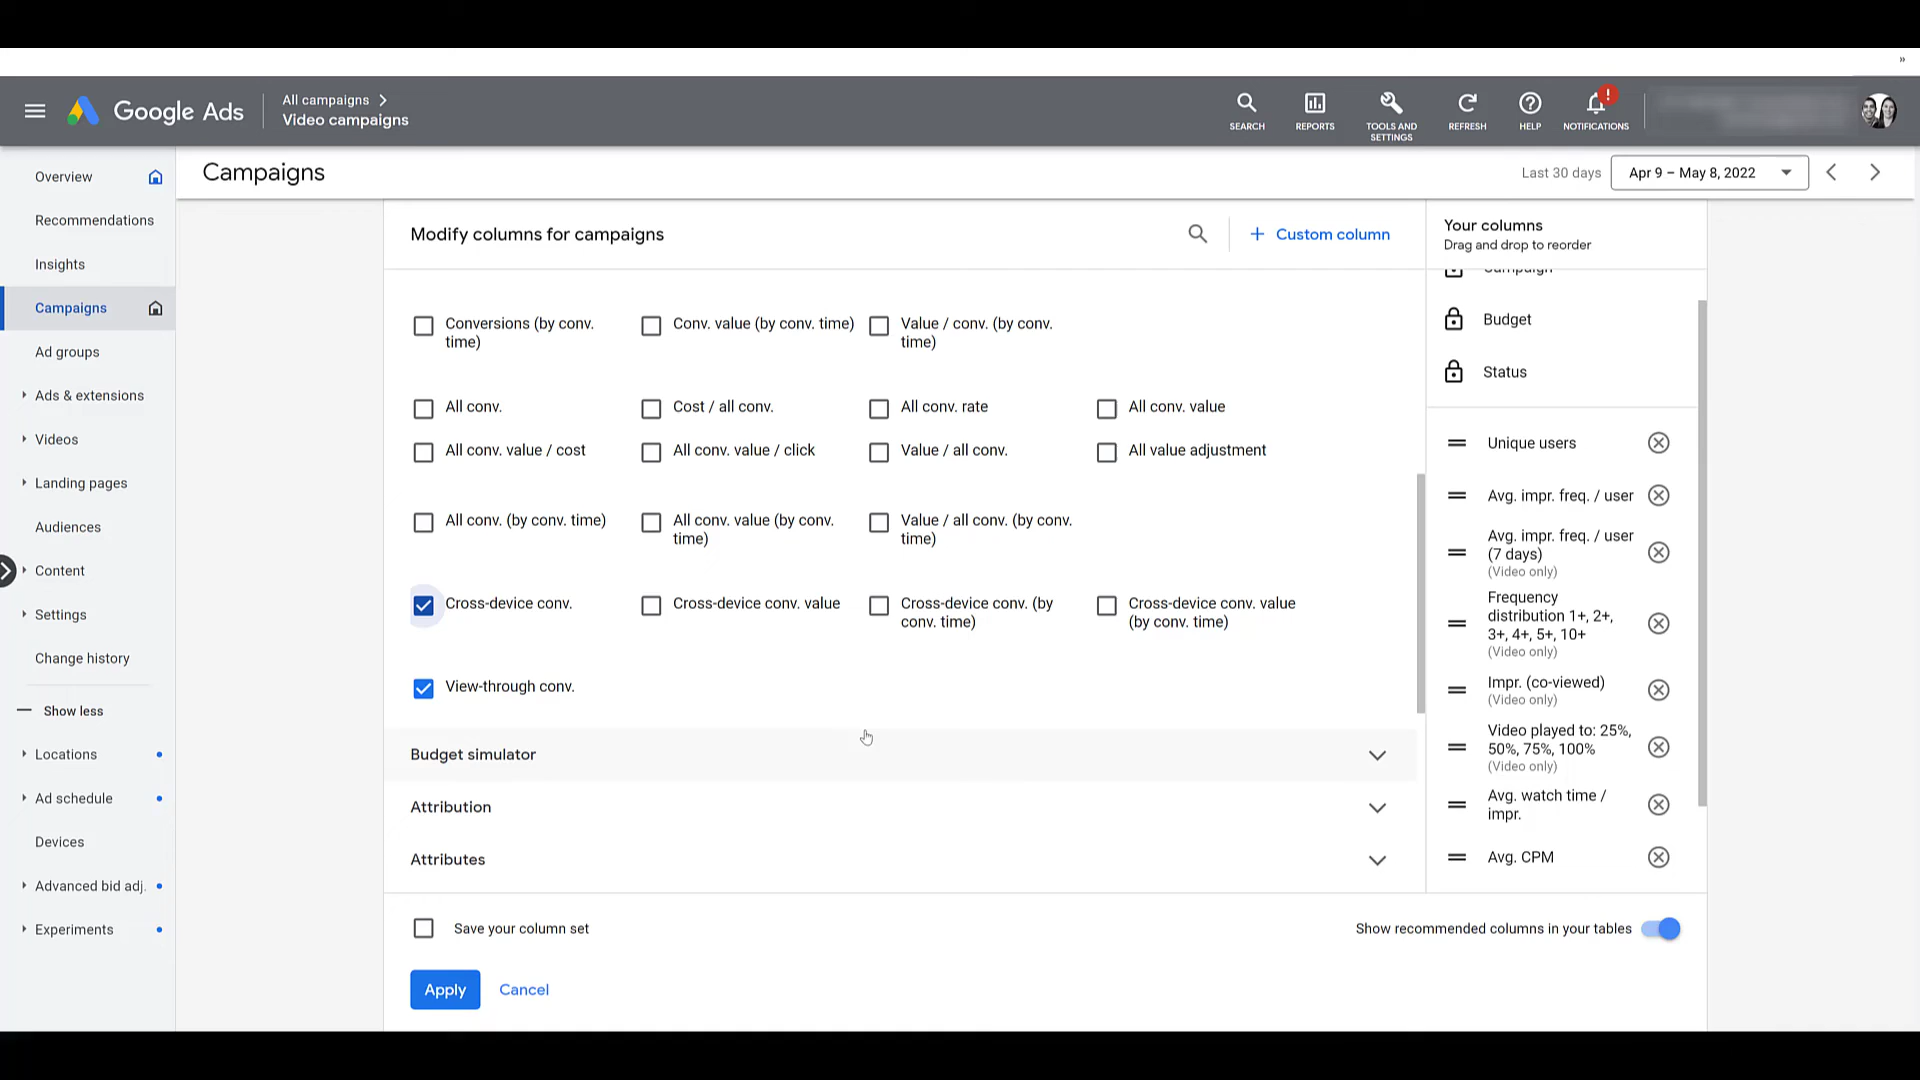 »
Google Ads
All campaigns
Video campaigns
SEARCH
REPORTS
TOOLS AND
SETTINGS
REFRESH
HELP
!
NOTIFICATIONS
Overview
Recommendations
Insights
Campaigns
Ad groups
Ads & extensions
Videos
Landing pages
Audiences
Content
Settings
Change history
Show less
Locations
Ad schedule
Devices
Advanced bid adj.
Experiments
Campaigns
Last 30 days
Apr 9 – May 8, 2022
Modify columns for campaigns
+ Custom column
Conversions (by conv.
time)
Conv. value (by conv. time)
Value / conv. (by conv.
time)
All conv.
Cost / all conv.
All conv. rate
All conv. value
All conv. value / cost
All conv. value / click
Value / all conv.
All value adjustment
All conv. (by conv. time)
All conv. value (by conv.
time)
Value / all conv. (by conv.
time)
Cross-device conv.
Cross-device conv. value
Cross-device conv. (by
conv. time)
Cross-device conv. value
(by conv. time)
View-through conv.
Budget simulator
Attribution
Attributes
Your columns
Drag and drop to reorder
Campaign
Budget
Status
Unique users
Avg. impr. freq. / user
Avg. impr. freq. / user
(7 days)
(Video only)
Frequency
distribution 1+, 2+,
3+, 4+, 5+, 10+
(Video only)
Impr. (co-viewed)
(Video only)
Video played to: 25%,
50%, 75%, 100%
(Video only)
Avg. watch time /
impr.
Avg. CPM
Save your column set
Show recommended columns in your tables
Apply
Cancel